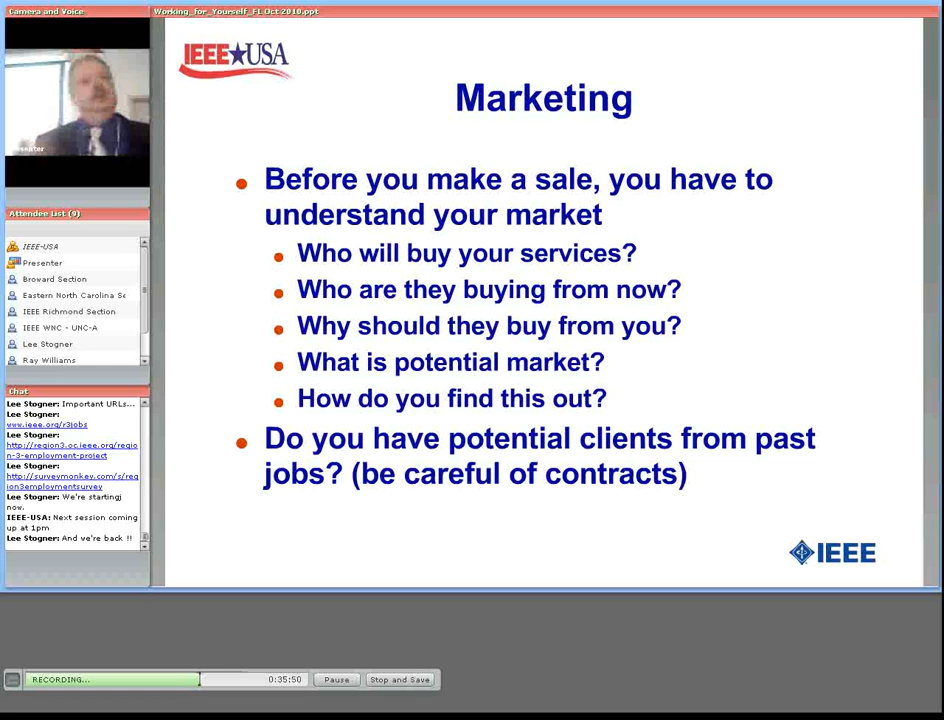 Camera and Voice
Working_for_Yourself_FL Oct 2010.ppt
IEEE USA
Marketing
Before you make a sale, you have to
understand your market
Who will buy your services?
Who are they buying from now?
Why should they buy from you?
What is potential market?
How do you find this out?
Do you have potential clients from past
jobs? (be careful of contracts)
IEEE
Attendee List (9)
IEEE-USA
Presenter
Broward Section
Eastern North Carolina Se
IEEE Richmond Section
IEEE WNC - UNC-A
Lee Stogner
Ray Williams
Chat
Lee Stogner: Important URLs...
Lee Stogner:
www.ieee.org/r3jobs
Lee Stogner:
http://region3.oc.ieee.org/regio
n-3-employment-project
Lee Stogner:
http://surveymonkey.com/s/reg
ion3employmentsurvey
Lee Stogner: We're startingj
now.
IEEE-USA: Next session coming
up at 1pm
Lee Stogner: And we're back !!
RECORDING...
0:35:50
Pause
Stop and Save